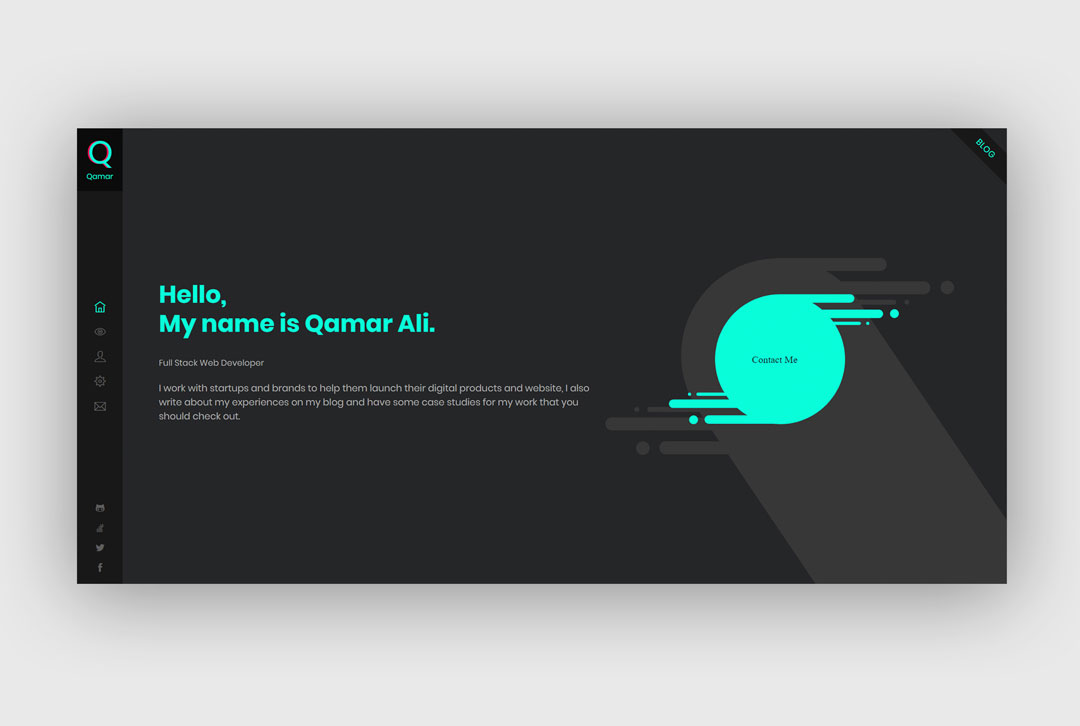 Q
Qamar
BLOG
Hello,
My name is Qamar Ali.
Full Stack Web Developer
I work with startups and brands to help them launch their digital products and website, I also
write about my experiences on my blog and have some case studies for my work that you
should check out.
Contact Me